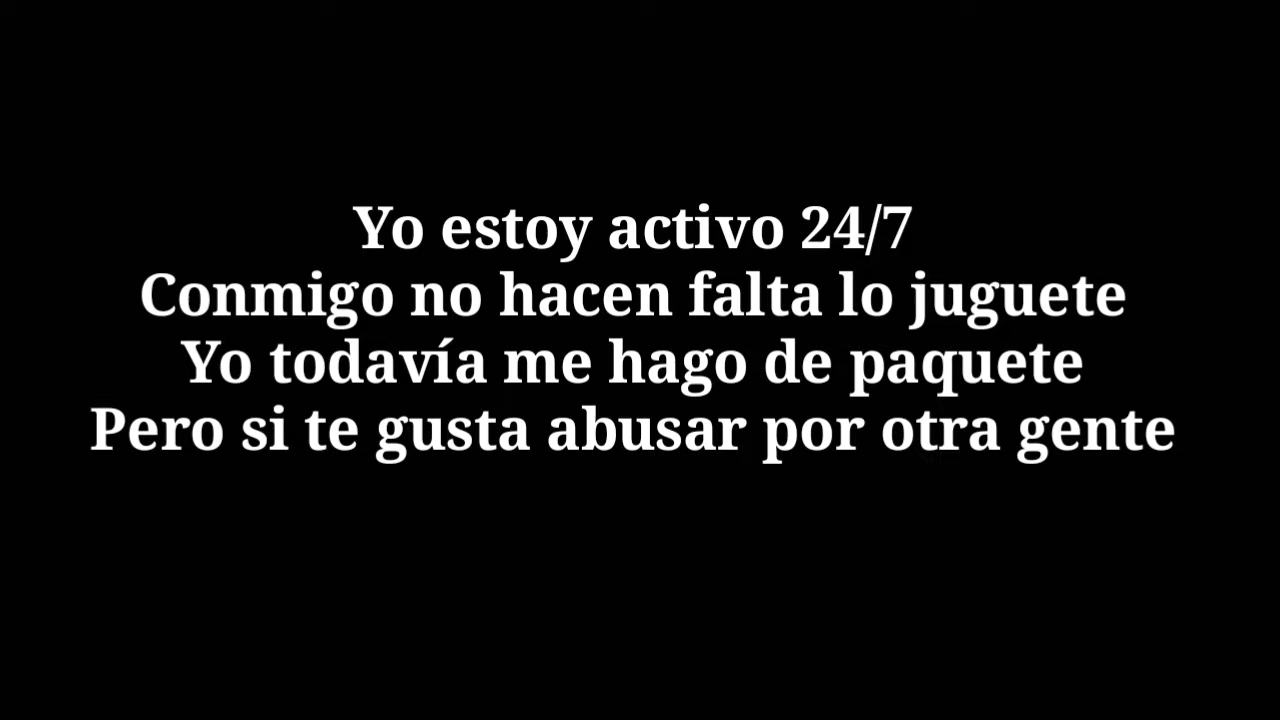 Yo estoy activo 24/7
Conmigo no hacen falta lo juguete
Yo todavía me hago de paquete
Pero si te gusta abusar por otra gente